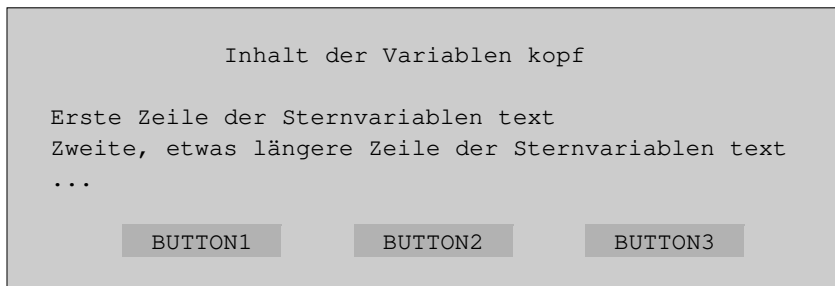 Inhalt der Variablen kopf
Erste Zeile der Sternvariablen text
Zweite, etwas längere Zeile der Sternvariablen text
...
BUTTON1 BUTTON2 BUTTON3